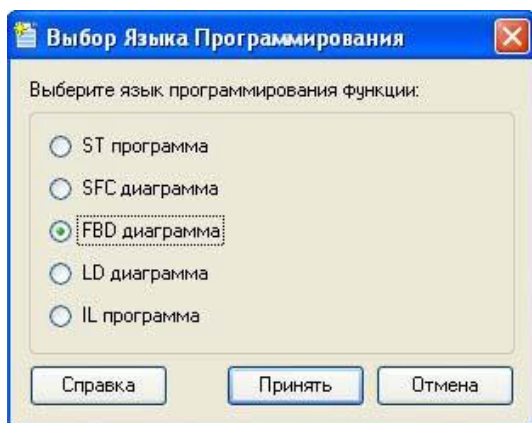 Выбор Языка Программирования
Выберите язык программирования функции:
ST программа
SFC диаграмма
FBD диаграмма
LD диаграмма
IL программа
Справка Принять Отмена